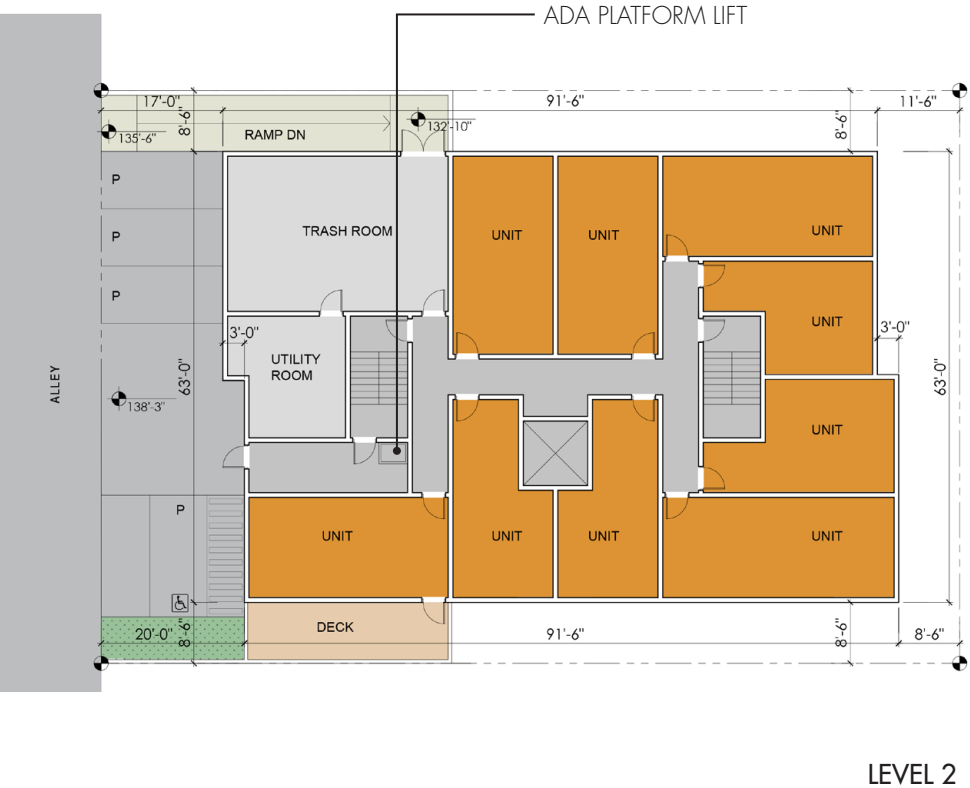 ADA PLATFORM LIFT
17'-0"
91'-6"
11'-6"
8'-6"
8'-6"
135'-6"
RAMP DN
132'-10"
P
P
P
TRASH ROOM
UNIT
UNIT
UNIT
UNIT
3'-0"
3'-0"
UTILITY
ROOM
ALLEY
63'-0"
63'-0"
138'-3"
UNIT
P
UNIT
UNIT
UNIT
UNIT
DECK
20'-0"
8'-6"
91'-6"
8'-6"
8'-6"
LEVEL 2